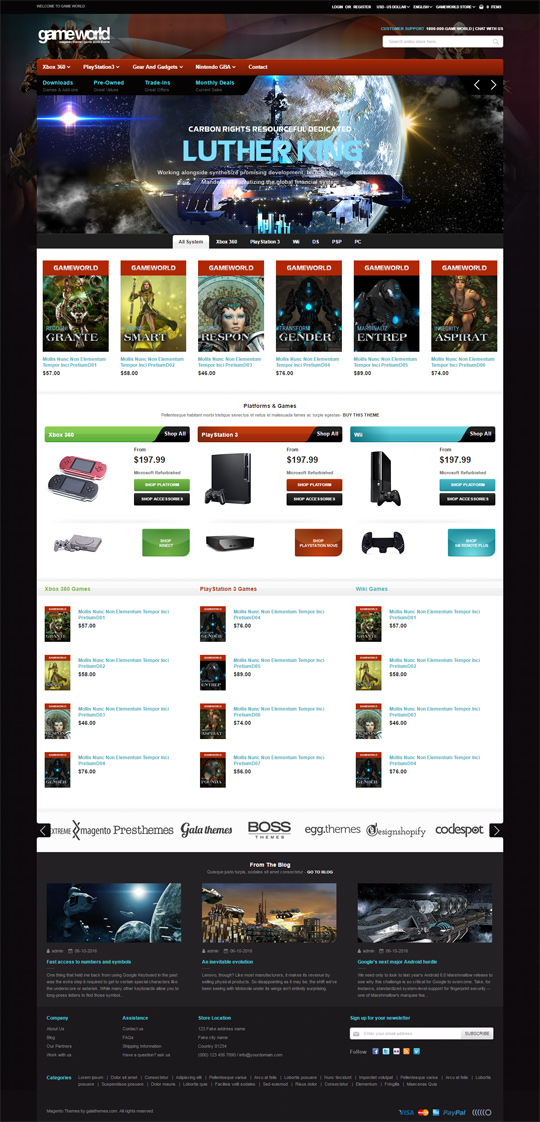 WELCOME TO GAME WORLD
LOGIN OR REGISTER USD - US DOLLAR ENGLISH GAMEWORLD STORE 0 ITEMS
gameworld
CUSTOMER SUPPORT 1800-000-GAMEWORLD | CHAT WITH US
Search entire store here...
Xbox 360 PlayStation3 Gear And Gadgets Nintendo GBA Contact
Downloads Pre-Owned Trade-Ins Monthly Deals
Games & Add-ons Great Values Great Offers Current Sales
CARBON RIGHTS RESOURCEFUL DEDICATED
LUTHER KING
Working alongside synthesize promising development, technology, Freedom Nelson
Mandela democratizing the global financial system
All System Xbox 360 PlayStation 3 Wii DS PSP PC
GAMEWORLD GAMEWORLD GAMEWORLD GAMEWORLD GAMEWORLD GAMEWORLD
TRANSFORM MARGINALIZE INTEGRITY
GRANTE SMART RESPON GENDER ENTREP ASPIRAT
Mollis Nunc Non Elementum Tempor Inci PretiumD01
$57.00
Mollis Nunc Non Elementum Tempor Inci PretiumD02
$58.00
Mollis Nunc Non Elementum Tempor Inci PretiumD03
$46.00
Mollis Nunc Non Elementum Tempor Inci PretiumD04
$76.00
Mollis Nunc Non Elementum Tempor Inci PretiumD05
$89.00
Mollis Nunc Non Elementum Tempor Inci PretiumD06
$74.00
Platforms & Games
Pellentesque habitant morbi tristique senectus et netus et malesuada fames ac turpis egestas- BUY THIS THEME
Xbox 360 Shop All PlayStation 3 Shop All Wii Shop All
From From From
$197.99 $197.99 $197.99
Microsoft Refurbished Microsoft Refurbished Microsoft Refurbished
SHOP PLATFORM SHOP PLATFORM SHOP PLATFORM
SHOP ACCESSORIES SHOP ACCESSORIES SHOP ACCESSORIES
SHOP KINECT
SHOP PLAYSTATION MOVE
SHOP
Xbox 360 Games PlayStation 3 Games Wiki Games
Mollis Nunc Non Elementum Tempor Inci PretiumD01
$57.00
Mollis Nunc Non Elementum Tempor Inci PretiumD04
$76.00
Mollis Nunc Non Elementum Tempor Inci PretiumD01
$57.00
Mollis Nunc Non Elementum Tempor Inci PretiumD02
$58.00
Mollis Nunc Non Elementum Tempor Inci PretiumD05
$89.00
Mollis Nunc Non Elementum Tempor Inci PretiumD02
$58.00
Mollis Nunc Non Elementum Tempor Inci PretiumD03
$46.00
Mollis Nunc Non Elementum Tempor Inci PretiumD06
$74.00
Mollis Nunc Non Elementum Tempor Inci PretiumD03
$46.00
Mollis Nunc Non Elementum Tempor Inci PretiumD04
$76.00
Mollis Nunc Non Elementum Tempor Inci PretiumD07
$56.00
Mollis Nunc Non Elementum Tempor Inci PretiumD04
$76.00
EXTREME magento Presthemes Gala themes BOSS THEMES egg.themes Designshopify codespot
From The Blog
Quisque justo turpis, sodales sit amet consectetur - GO TO BLOG
admin 06-10-2016 admin 06-10-2016 admin 06-10-2016
Fast access to numbers and symbols
One thing that held me back from using Google Keyboard in the past
was the extra step it required to get to certain special characters like
the underscore or asterisk. While many other keyboards allow you to
long-press letters to find those symbol...
An inevitable evolution
Lenovo, though? Like most manufacturers, it makes its revenue by
selling physical products. So disappointing as it may be, the shift we've
been seeing with Motorola under its wings isn't entirely surprising.
Google's next major Android hurdle
We need only to look to last year's Android 6.0 Marshmallow release to
see why this challenge is so critical for Google to overcome. Take, for
instance, standardized system-level support for fingerprint security —
one of Marshmallow's marquee fea...
Company Assistance Store Location Sign up for your newsletter
About Us Contact us 123 Fake address name
Blog FAQs Fake city name
Our Partners Shipping Information Country 01234
Work with us Have a question? ask us (000) 123 456 7890 / info@yourdomain.com
Enter your email address SUBSCRIBE
Follow
Categories Lorem ipsum | Dolor sit amet | Consectetur | Adipiscing elit | Pellentesque varius | Arcu at felis | Lobortis posuere | Nunc tincidunt | Imperdiet volutpat | Pellentesque varius | Arcu at felis | Lobortis
posuere | Suspendisse posuere | Dolor mauris | Lobortis quis | Facilisis velit sodales | Sed euismod | Risus dolor | Consectetur | Elementum | Fringilla | Maecenas Quis
Magento Themes by galathemes.com. All rights reserved.
VISA PayPal